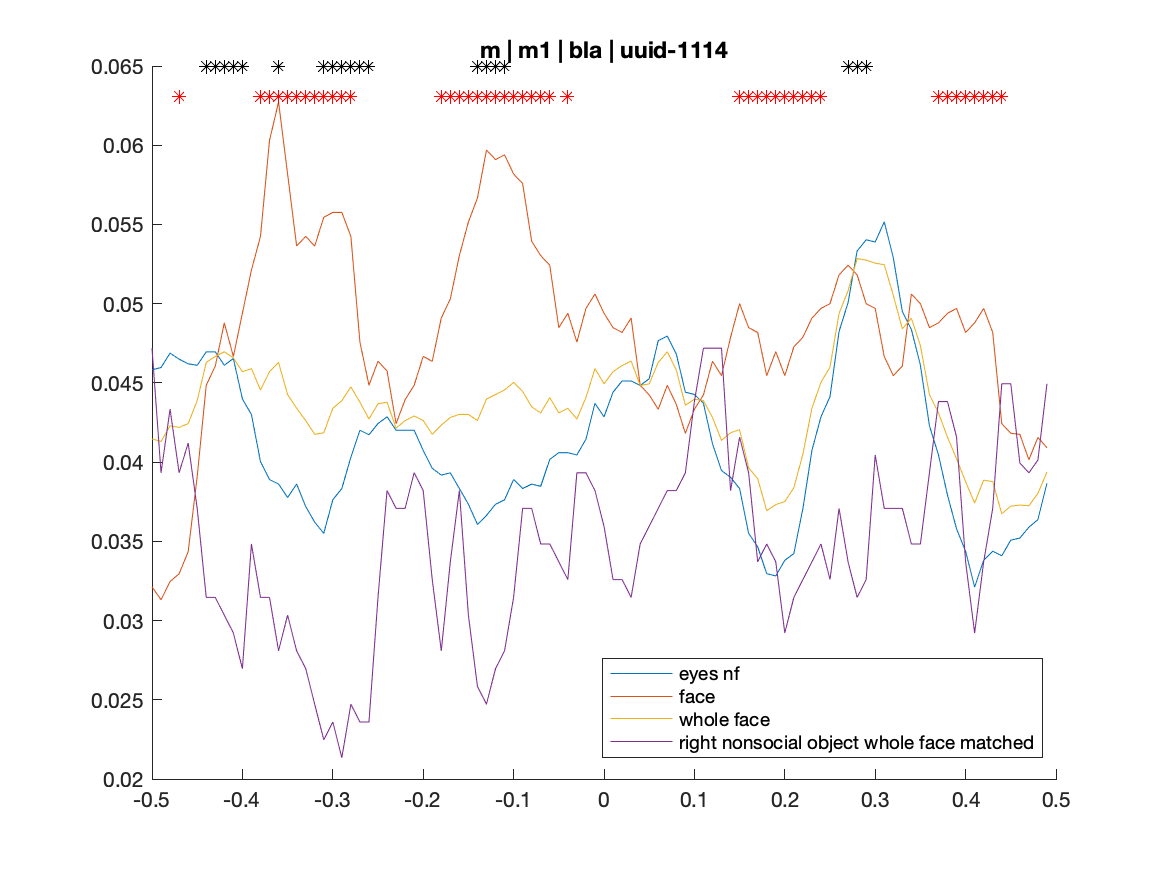 m | m1 | bla | uuid-1114
0.065
0.06
0.055
0.05
0.045
0.04
0.035
0.03
0.025
0.02
eyes nf
face
whole face
right nonsocial object whole face matched
-0.5 -0.4 -0.3 -0.2 -0.1 0 0.1 0.2 0.3 0.4 0.5